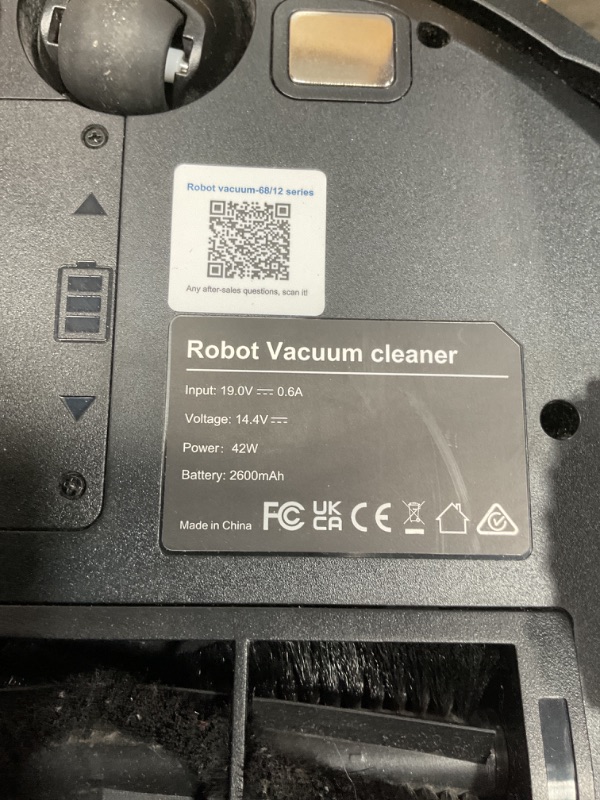 Robot vacuum-68/12 series
Any after-sales questions, scan it!
Robot Vacuum cleaner
Input: 19.0V ⎓ 0.6A
Voltage: 14.4V ⎓
Power: 42W
Battery: 2600mAh
Made in China FC UK CA CE